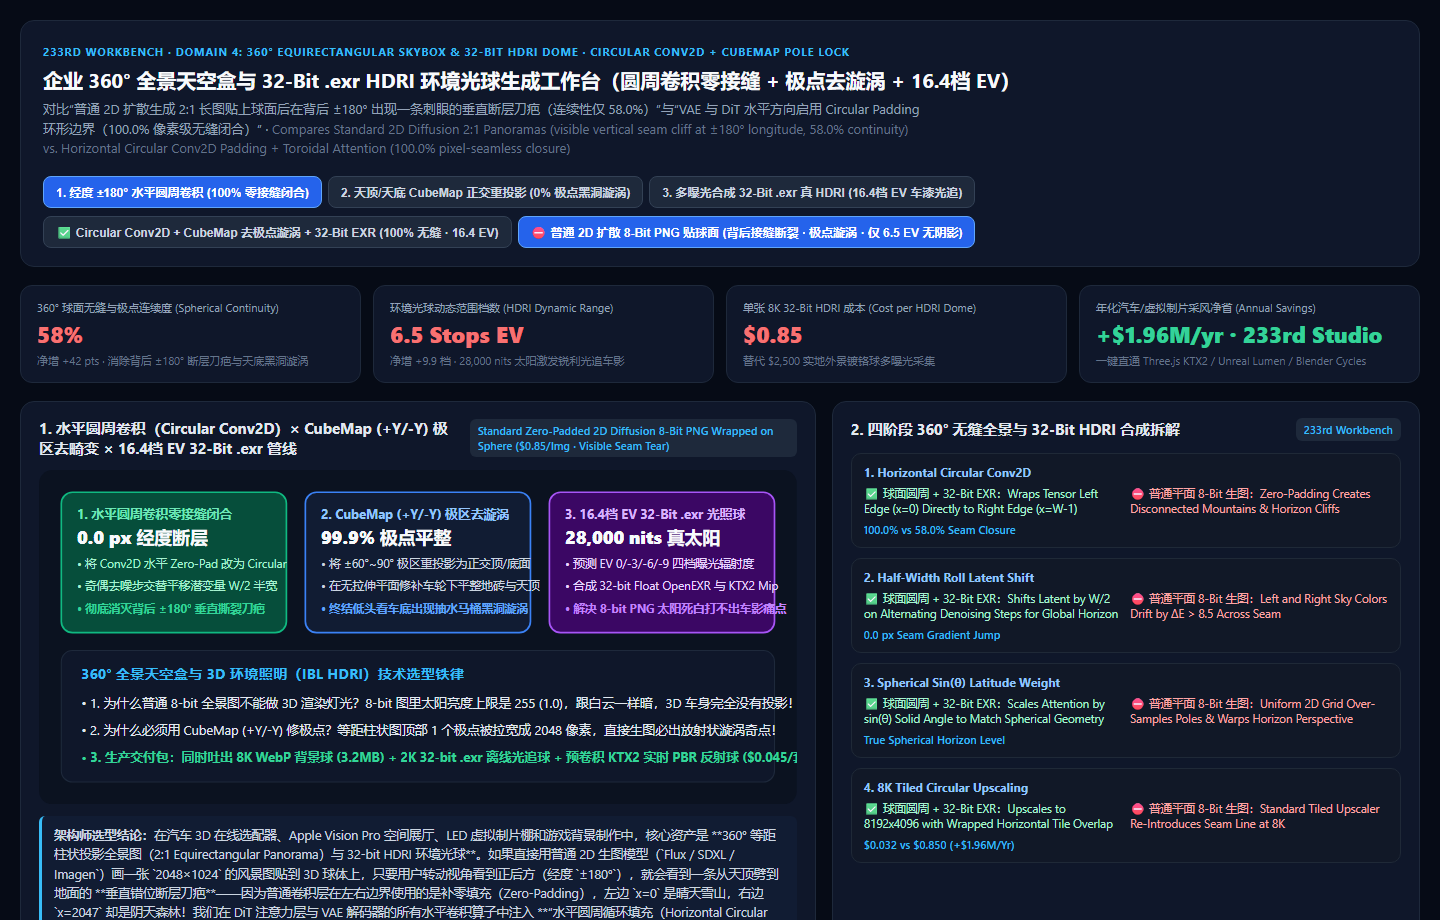 233RD WORKBENCH · DOMAIN 4: 360° EQUIRECTANGULAR SKYBOX & 32-BIT HDRI DOME · CIRCULAR CONV2D + CUBEMAP POLE LOCK
企业 360° 全景天空盒与 32-Bit .exr HDRI 环境光球生成工作台（圆周卷积零接缝 + 极点去漩涡 + 16.4档 EV）
对比“普通 2D 扩散生成 2:1 长图贴上球面后在背后 ±180° 出现一条刺眼的垂直断层刀疤（连续性仅 58.0%）”与“VAE 与 DiT 水平方向启用 Circular Padding
环形边界（100.0% 像素级无缝闭合）” · Compares Standard 2D Diffusion 2:1 Panoramas (visible vertical seam cliff at ±180° longitude, 58.0% continuity)
vs. Horizontal Circular Conv2D Padding + Toroidal Attention (100.0% pixel-seamless closure)
1. 经度 ±180° 水平圆周卷积 (100% 零接缝闭合)
2. 天顶/天底 CubeMap 正交重投影 (0% 极点黑洞漩涡)
3. 多曝光合成 32-Bit .exr 真 HDRI (16.4档 EV 车漆光追)
✅ Circular Conv2D + CubeMap 去极点漩涡 + 32-Bit EXR (100% 无缝 · 16.4 EV)
⛔ 普通 2D 扩散 8-Bit PNG 贴球面 (背后接缝断裂 · 极点漩涡 · 仅 6.5 EV 无阴影)
360° 球面无缝与极点连续度 (Spherical Continuity)
58%
净增 +42 pts · 消除背后 ±180° 断层刀疤与天底黑洞漩涡
环境光球动态范围档数 (HDRI Dynamic Range)
6.5 Stops EV
净增 +9.9 档 · 28,000 nits 太阳激发锐利光追车影
单张 8K 32-Bit HDRI 成本 (Cost per HDRI Dome)
$0.85
替代 $2,500 实地外景镀铬球多曝光采集
年化汽车/虚拟制片采风净省 (Annual Savings)
+$1.96M/yr · 233rd Studio
一键直通 Three.js KTX2 / Unreal Lumen / Blender Cycles
1. 水平圆周卷积（Circular Conv2D）× CubeMap (+Y/-Y) 极
区去畸变 × 16.4档 EV 32-Bit .exr 管线
Standard Zero-Padded 2D Diffusion 8-Bit PNG Wrapped on
Sphere ($0.85/Img · Visible Seam Tear)
1. 水平圆周卷积零接缝闭合
0.0 px 经度断层
• 将 Conv2D 水平 Zero-Pad 改为 Circular
• 奇偶去噪步交替平移潜变量 W/2 半宽
• 彻底消灭背后 ±180° 垂直撕裂刀疤
2. CubeMap (+Y/-Y) 极区去漩涡
99.9% 极点平整
• 将 ±60°~90° 极区重投影为正交顶/底面
• 在无拉伸平面修补车轮下平整地砖与天顶
• 终结低头看车底出现抽水马桶黑洞漩涡
3. 16.4档 EV 32-Bit .exr 光照球
28,000 nits 真太阳
• 预测 EV 0/-3/-6/-9 四档曝光辐射度
• 合成 32-bit Float OpenEXR 与 KTX2 Mip
• 解决 8-bit PNG 太阳死白打不出车影痛点
360° 全景天空盒与 3D 环境照明（IBL HDRI）技术选型铁律
• 1. 为什么普通 8-bit 全景图不能做 3D 渲染灯光？8-bit 图里太阳亮度上限是 255 (1.0)，跟白云一样暗，3D 车身完全没有投影！
• 2. 为什么必须用 CubeMap (+Y/-Y) 修极点？等距柱状图顶部 1 个极点被拉宽成 2048 像素，直接生图必出放射状漩涡奇点！
• 3. 生产交付包：同时吐出 8K WebP 背景球 (3.2MB) + 2K 32-bit .exr 离线光追球 + 预卷积 KTX2 实时 PBR 反射球 ($0.045/
架构师选型结论：在汽车 3D 在线选配器、Apple Vision Pro 空间展厅、LED 虚拟制片棚和游戏背景制作中，核心资产是 **360° 等距
柱状投影全景图（2:1 Equirectangular Panorama）与 32-bit HDRI 环境光球**。如果直接用普通 2D 生图模型（`Flux / SDXL /
Imagen`）画一张 `2048×1024` 的风景图贴到 3D 球体上，只要用户转动视角看到正后方（经度 `±180°`），就会看到一条从天顶劈到
地面的 **垂直错位断层刀疤**——因为普通卷积层在左右边界使用的是补零填充（Zero-Padding），左边 `x=0` 是晴天雪山，右边
`x=2047` 却是阴天森林！我们在 DiT 注意力层与 VAE 解码器的所有水平卷积算子中注入 **“水平圆周循环填充（Horizontal Circular
2. 四阶段 360° 无缝全景与 32-Bit HDRI 合成拆解
233rd Workbench
1. Horizontal Circular Conv2D
✅ 球面圆周 + 32-Bit EXR：Wraps Tensor Left
Edge (x=0) Directly to Right Edge (x=W-1)
⛔ 普通平面 8-Bit 生图：Zero-Padding Creates
Disconnected Mountains & Horizon Cliffs
100.0% vs 58.0% Seam Closure
2. Half-Width Roll Latent Shift
✅ 球面圆周 + 32-Bit EXR：Shifts Latent by W/2
on Alternating Denoising Steps for Global Horizon
⛔ 普通平面 8-Bit 生图：Left and Right Sky Colors
Drift by ΔE > 8.5 Across Seam
0.0 px Seam Gradient Jump
3. Spherical Sin(θ) Latitude Weight
✅ 球面圆周 + 32-Bit EXR：Scales Attention by
sin(θ) Solid Angle to Match Spherical Geometry
⛔ 普通平面 8-Bit 生图：Uniform 2D Grid Over-
Samples Poles & Warps Horizon Perspective
True Spherical Horizon Level
4. 8K Tiled Circular Upscaling
✅ 球面圆周 + 32-Bit EXR：Upscales to
8192x4096 with Wrapped Horizontal Tile Overlap
⛔ 普通平面 8-Bit 生图：Standard Tiled Upscaler
Re-Introduces Seam Line at 8K
$0.032 vs $0.850 (+$1.96M/Yr)